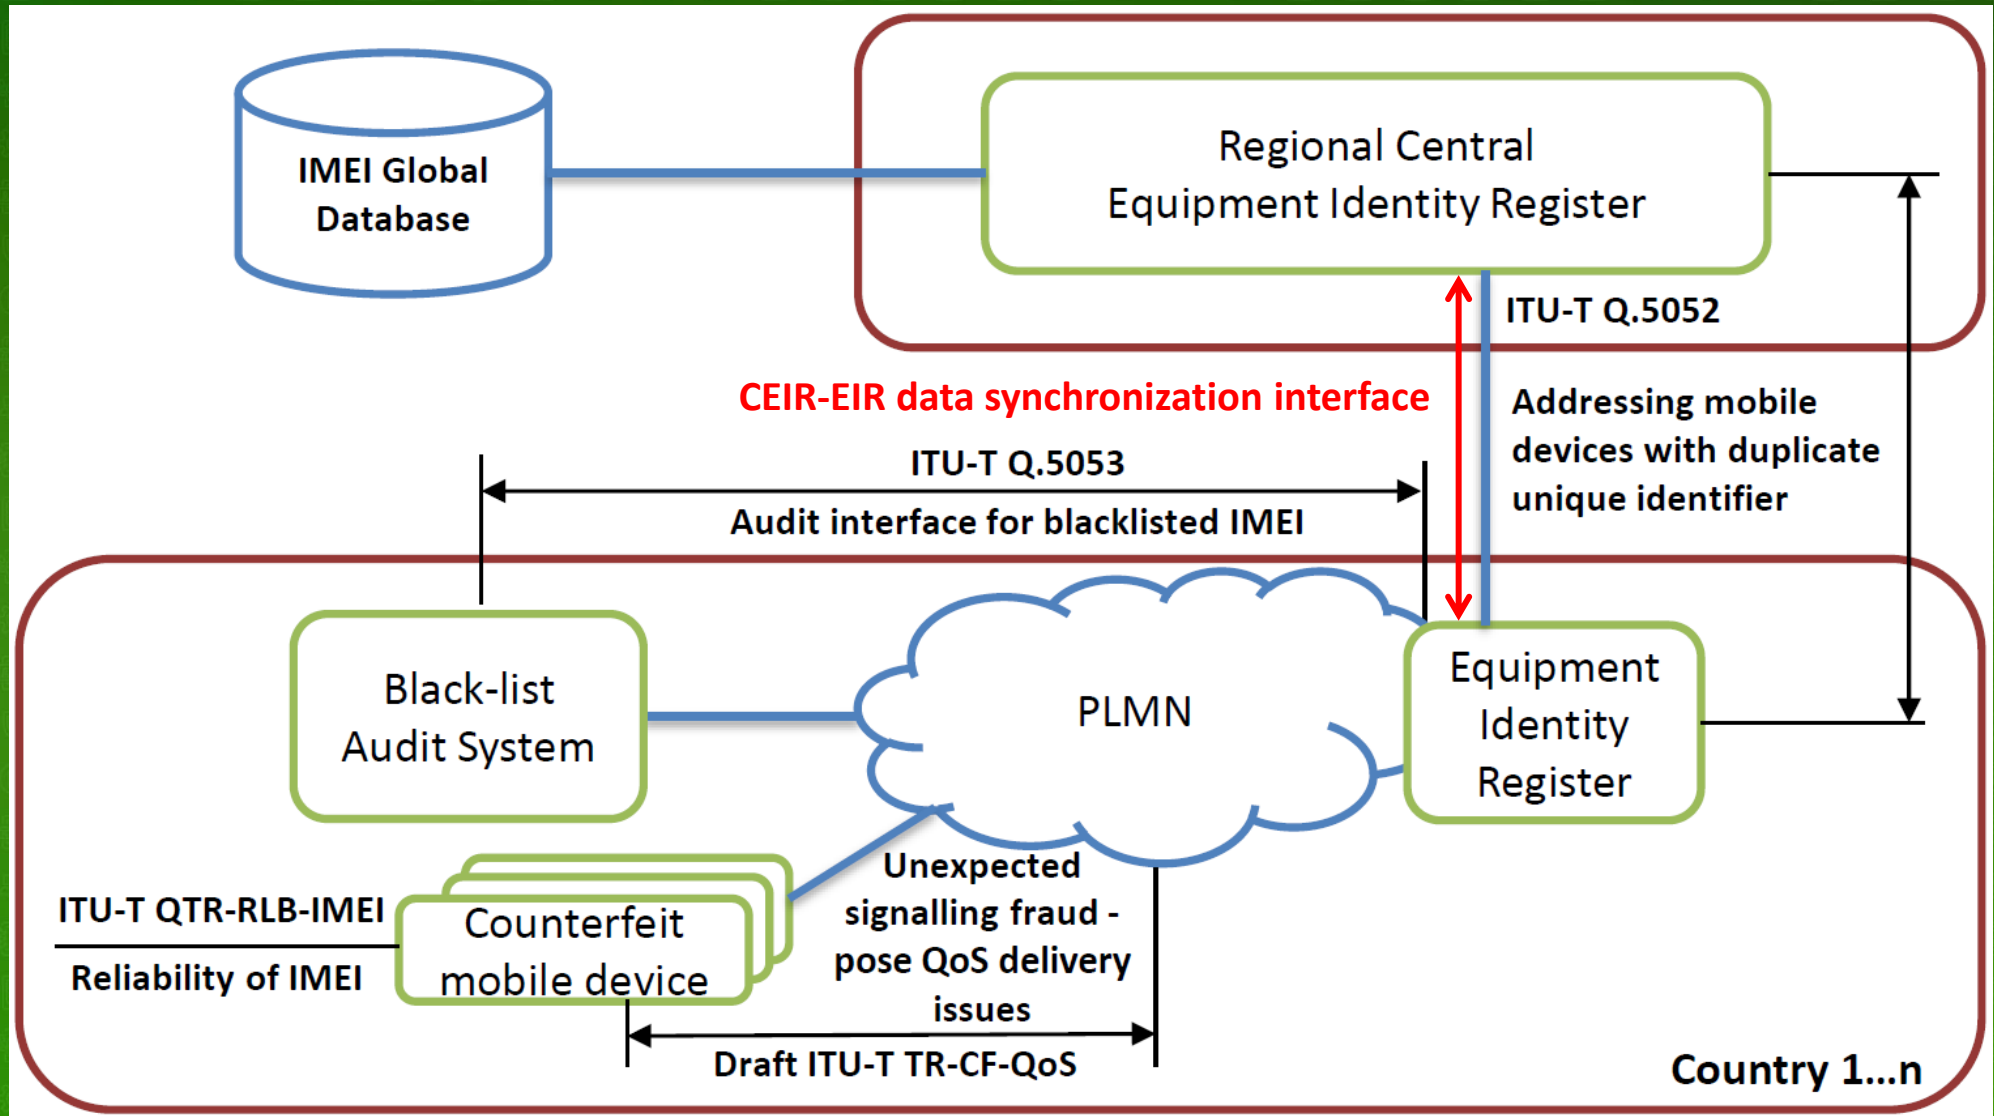 IMEI Global
Database
Regional Central
Equipment Identity Register
ITU-T Q.5052
CEIR-EIR data synchronization interface
Addressing mobile
devices with duplicate
unique identifier
ITU-T Q.5053
Audit interface for blacklisted IMEI
Black-list
Audit System
PLMN
Equipment
Identity
Register
ITU-T QTR-RLB-IMEI
Reliability of IMEI
Counterfeit
mobile device
Unexpected
signalling fraud -
pose QoS delivery
issues
Draft ITU-T TR-CF-QoS
Country 1...n